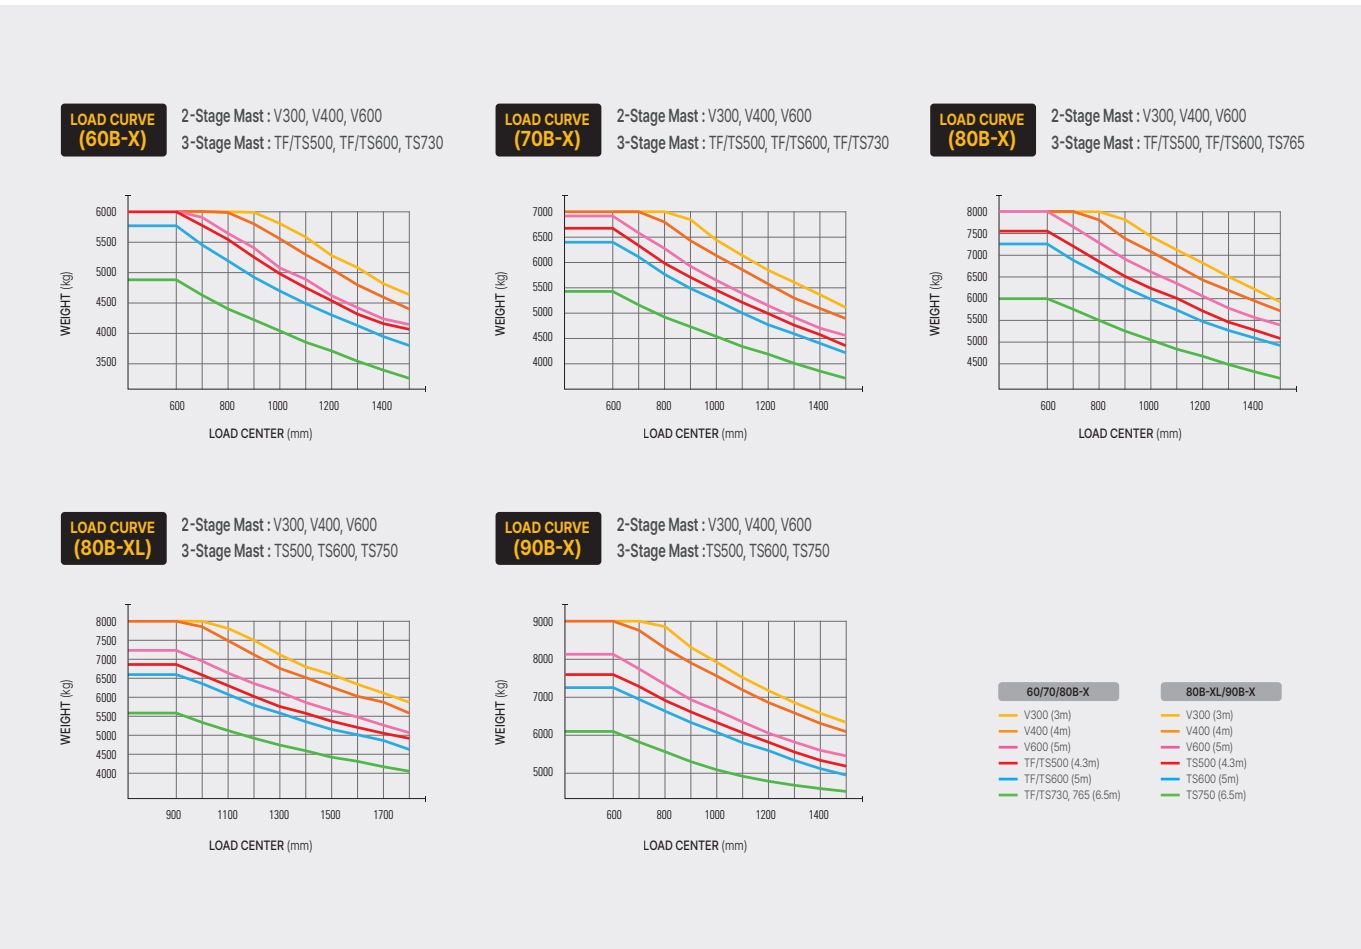 LOAD CURVE
(60B-X)
2-Stage Mast : V300, V400, V600
3-Stage Mast : TF/TS500, TF/TS600, TS730
6000
5500
5000
4500
4000
3500
WEIGHT (kg)
600 800 1000 1200 1400
LOAD CENTER (mm)
LOAD CURVE
(70B-X)
2-Stage Mast : V300, V400, V600
3-Stage Mast : TF/TS500, TF/TS600, TF/TS730
7000
6500
6000
5500
5000
4500
4000
WEIGHT (kg)
600 800 1000 1200 1400
LOAD CENTER (mm)
LOAD CURVE
(80B-X)
2-Stage Mast : V300, V400, V600
3-Stage Mast : TF/TS500, TF/TS600, TS765
8000
7500
7000
6500
6000
5500
5000
4500
WEIGHT (kg)
600 800 1000 1200 1400
LOAD CENTER (mm)
LOAD CURVE
(80B-XL)
2-Stage Mast : V300, V400, V600
3-Stage Mast : TS500, TS600, TS750
8000
7500
7000
6500
6000
5500
5000
4500
4000
WEIGHT (kg)
900 1100 1300 1500 1700
LOAD CENTER (mm)
LOAD CURVE
(90B-X)
2-Stage Mast : V300, V400, V600
3-Stage Mast :TS500, TS600, TS750
9000
8000
7000
6000
5000
WEIGHT (kg)
600 800 1000 1200 1400
LOAD CENTER (mm)
60/70/80B-X
V300 (3m)
V400 (4m)
V600 (5m)
TF/TS500 (4.3m)
TF/TS600 (5m)
TF/TS730, 765 (6.5m)
80B-XL/90B-X
V300 (3m)
V400 (4m)
V600 (5m)
TS500 (4.3m)
TS600 (5m)
TS750 (6.5m)